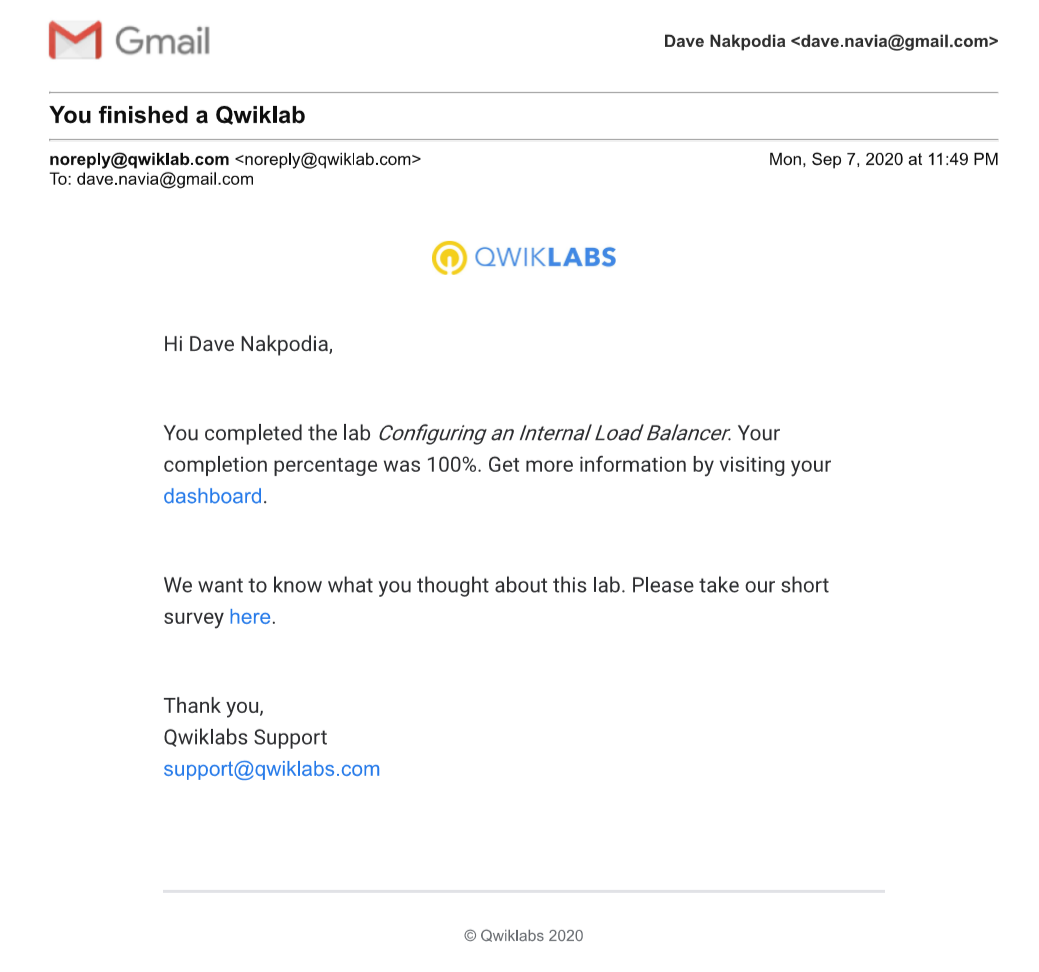 Gmail
Dave Nakpodia <dave.navia@gmail.com>
You finished a Qwiklab
noreply@qwiklab.com <noreply@qwiklab.com>
Mon, Sep 7, 2020 at 11:49 PM
To: dave.navia@gmail.com
QWIKLABS
Hi Dave Nakpodia,
You completed the lab Configuring an Internal Load Balancer. Your
completion percentage was 100%. Get more information by visiting your
dashboard.
We want to know what you thought about this lab. Please take our short
survey here.
Thank you,
Qwiklabs Support
support@qwiklabs.com
© Qwiklabs 2020